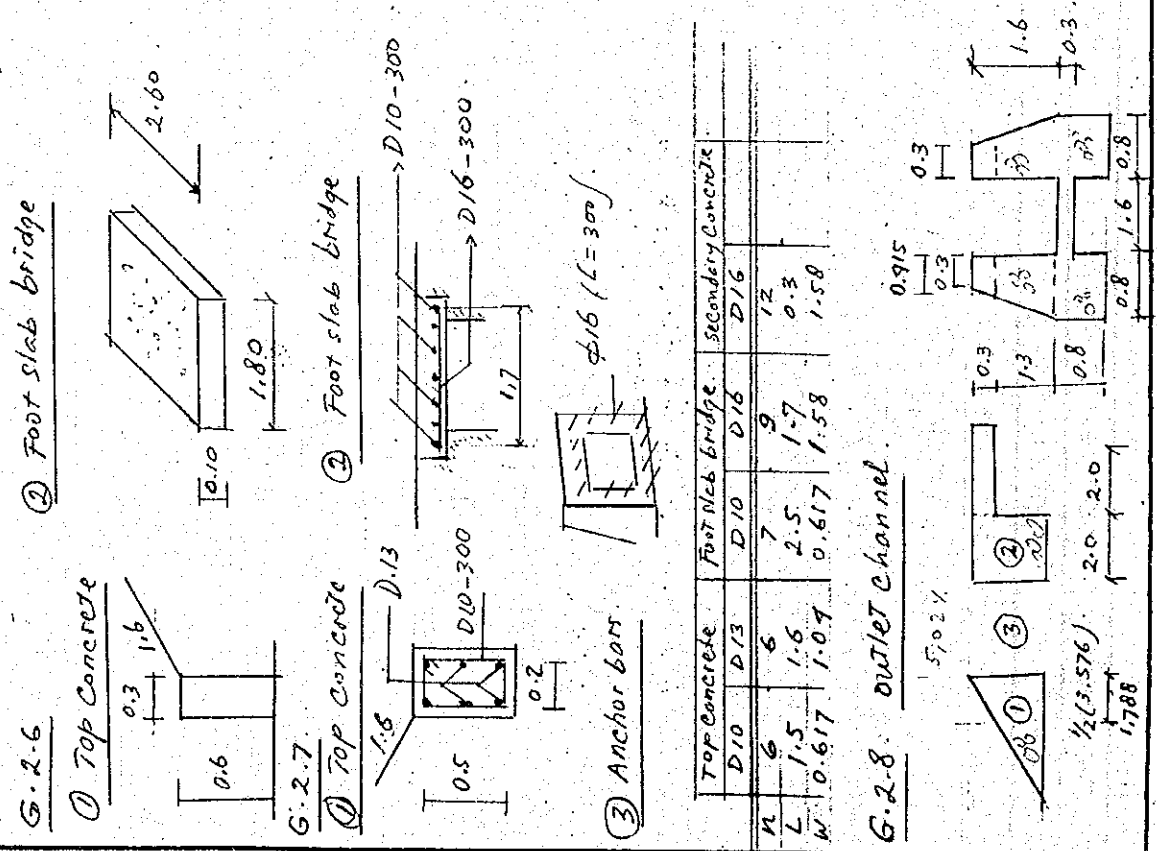 G.2-6
① Top Concrete
0.3
1.6
0.6
② Foot slab bridge
2.60
1.80
0.10
G.2.7
① Top Concrete
1.6
D.13
D10-300
0.5
0.2
② Foot slab bridge
D10-300
D16-300.
1.7
③ Anchor bars.
ϕ16 (L=300).
Top concrete Foot slab bridge. Secondary Concrete
D10 D13 D10 D16 D16
n 6 6 7 9 12
L 1.5 1.6 2.5 1.7 0.3
W 0.617 1.04 0.617 1.58 1.58
G.2-8. Outlet channel.
5,02%
① ③ ②
½(3.576)
1,788
2.0 2.0
0.915
0.3
0.3
0.3
1.3
0.8
1.6
0.3.
0.8 1.6 0.8